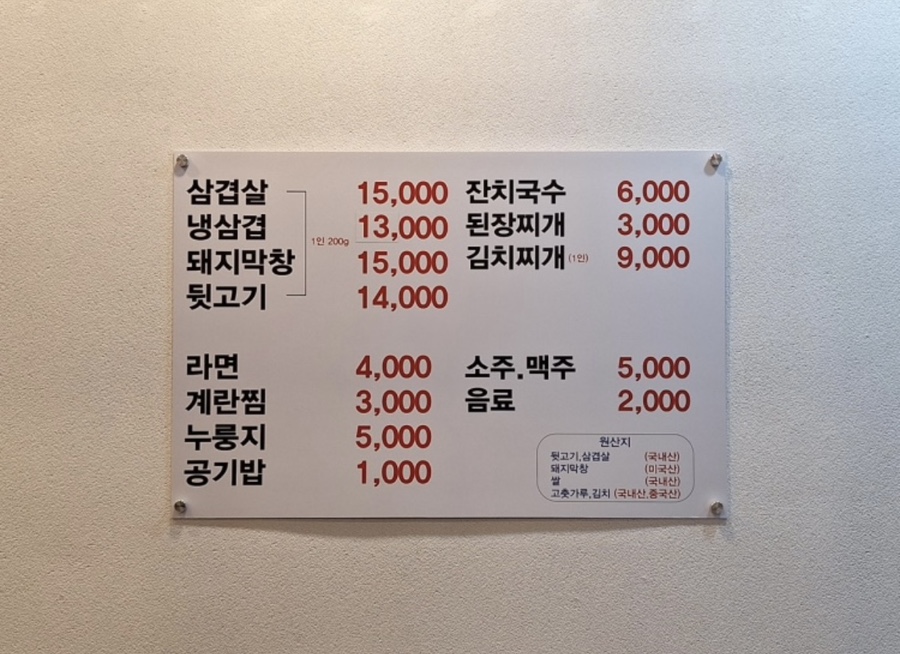 삼겹살 15,000
냉삼겹 13,000
돼지막창 15,000
뒷고기 14,000
1인 200g
잔치국수 6,000
된장찌개 3,000
김치찌개 (1인) 9,000
라면 4,000
계란찜 3,000
누룽지 5,000
공기밥 1,000
소주.맥주 5,000
음료 2,000
원산지
뒷고기,삼겹살 (국내산)
돼지막창 (미국산)
쌀 (국내산)
고춧가루,김치 (국내산,중국산)